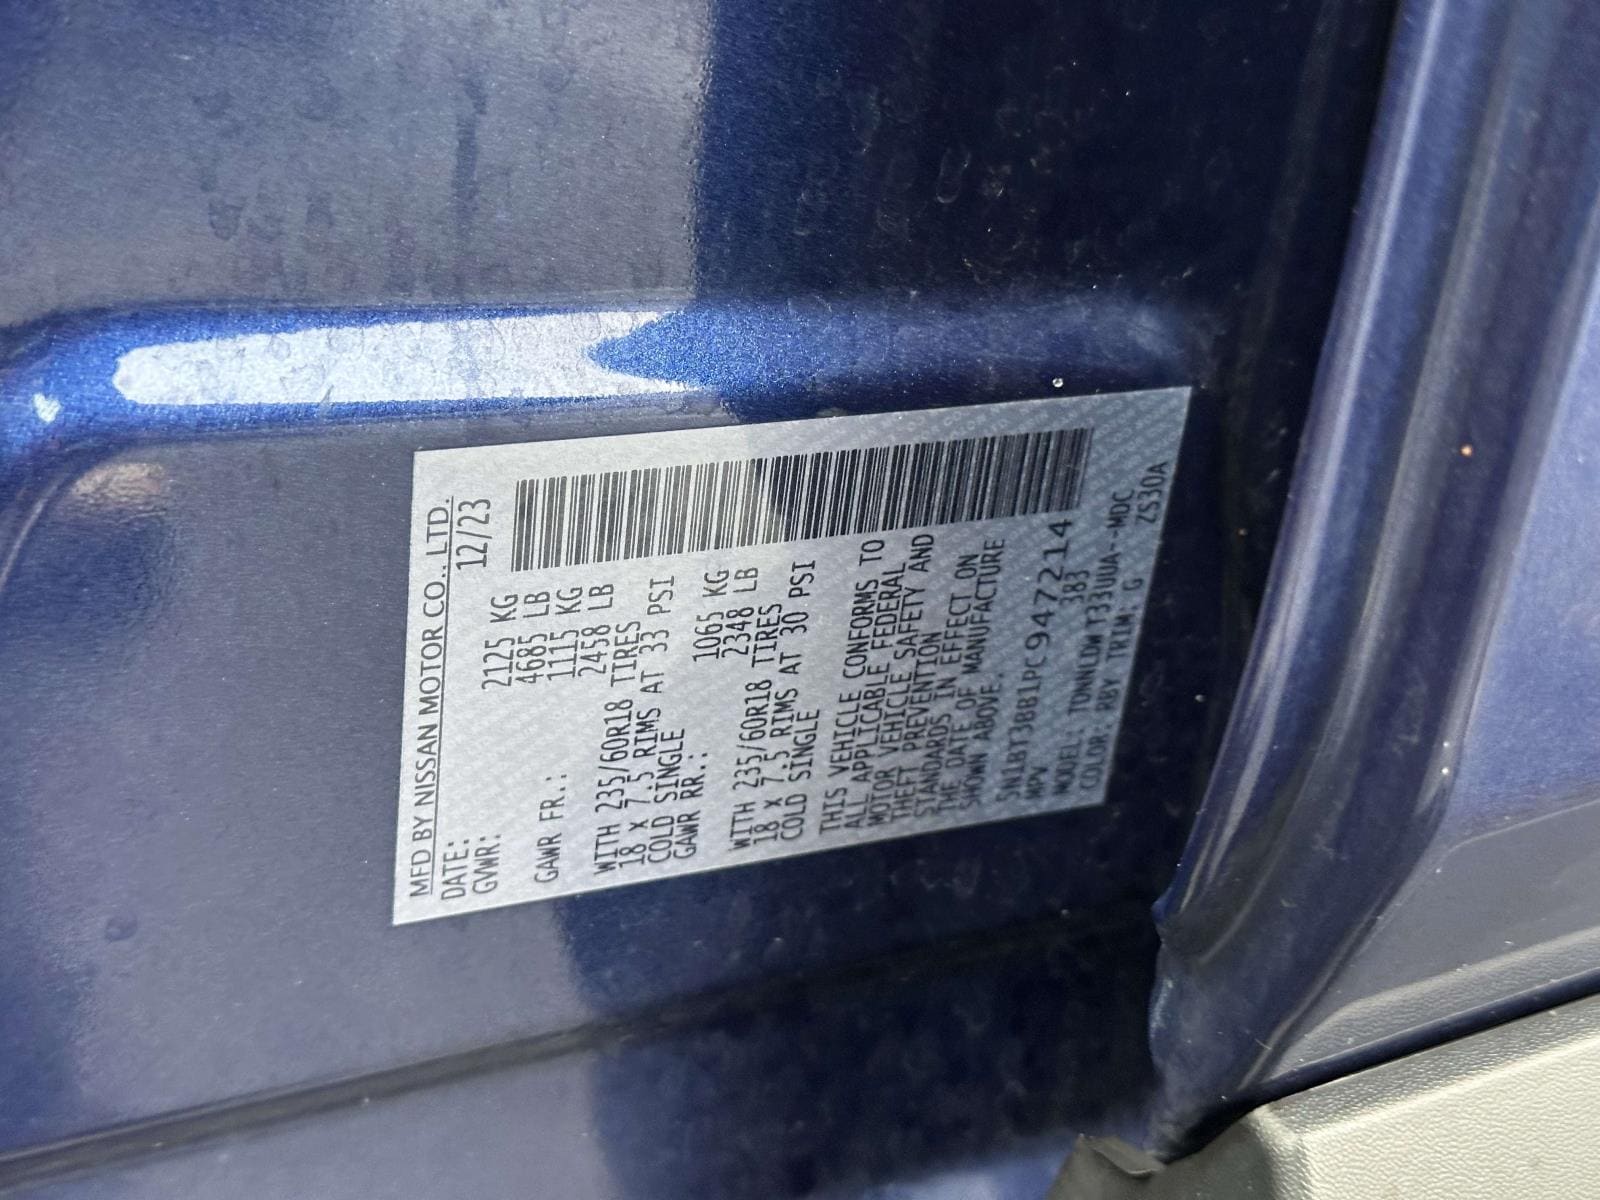 MFD BY NISSAN MOTOR CO., LTD.
DATE: 12/23
GVWR: 2125 KG
4685 LB
GAWR FR.: 1115 KG
2458 LB
WITH 235/60R18 TIRES
18 X 7.5 RIMS AT 33 PSI
COLD SINGLE
GAWR RR.: 1065 KG
2348 LB
WITH 235/60R18 TIRES
18 X 7.5 RIMS AT 30 PSI
COLD SINGLE
THIS VEHICLE CONFORMS TO
ALL APPLICABLE FEDERAL
MOTOR VEHICLE SAFETY AND
THEFT PREVENTION
STANDARDS IN EFFECT ON
THE DATE OF MANUFACTURE
SHOWN ABOVE.
5N1BT3BB1PC947214
MPV 383
MODEL: TDNNLDW T33UUA--MDC
COLOR: RBY TRIM: G ZS30A